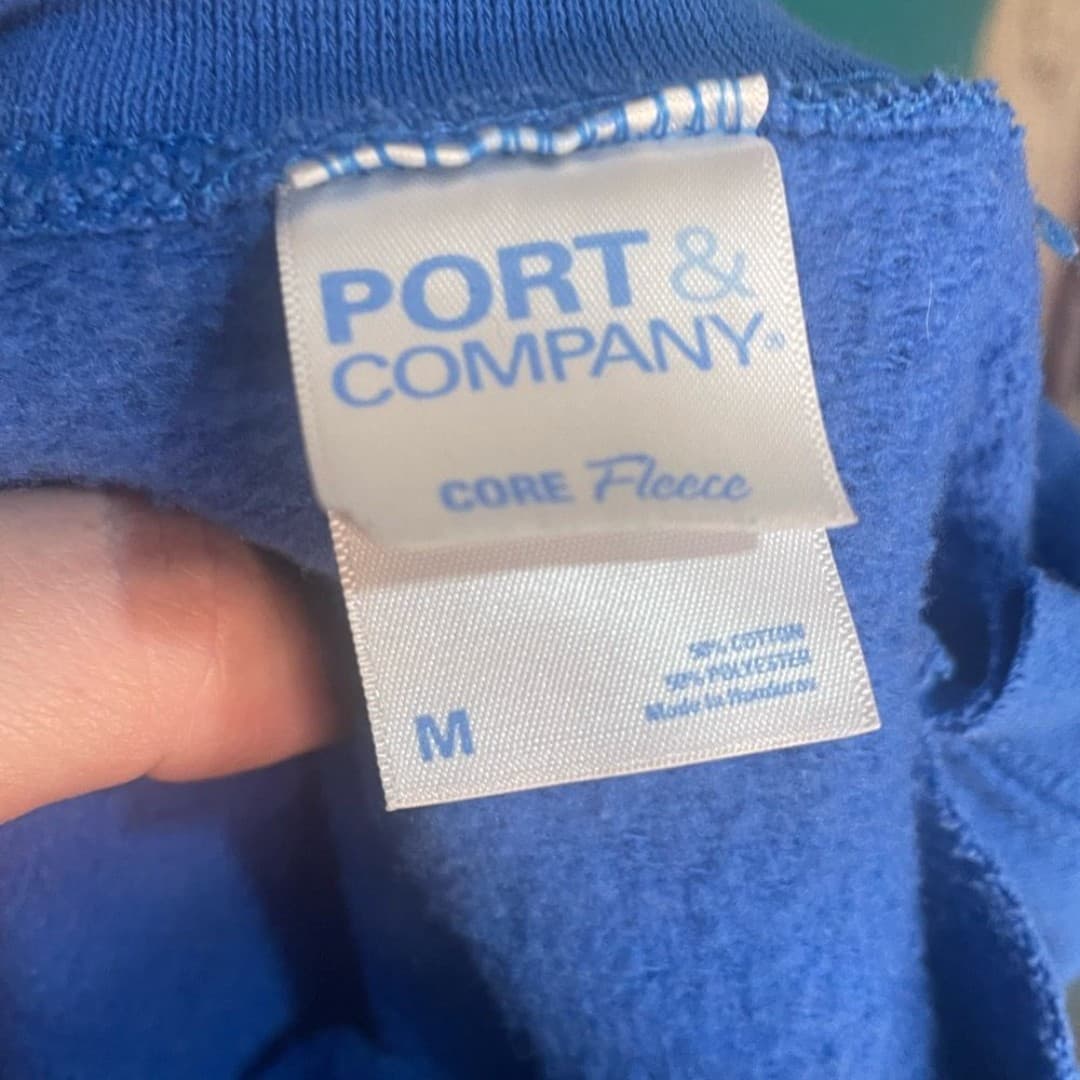 PORT &
COMPANY®
CORE Fleece
50% COTTON
50% POLYESTER
Made in Honduras
M